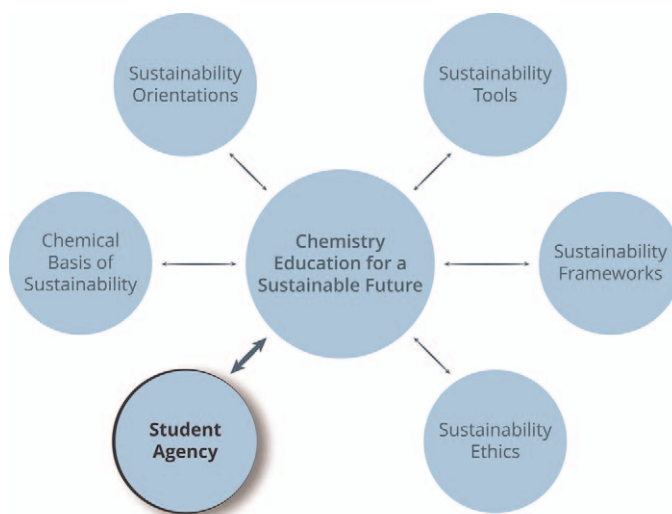 Sustainability
Orientations
Sustainability
Tools
Chemical
Basis of
Sustainability
Chemistry
Education for a
Sustainable Future
Sustainability
Frameworks
Student
Agency
Sustainability
Ethics